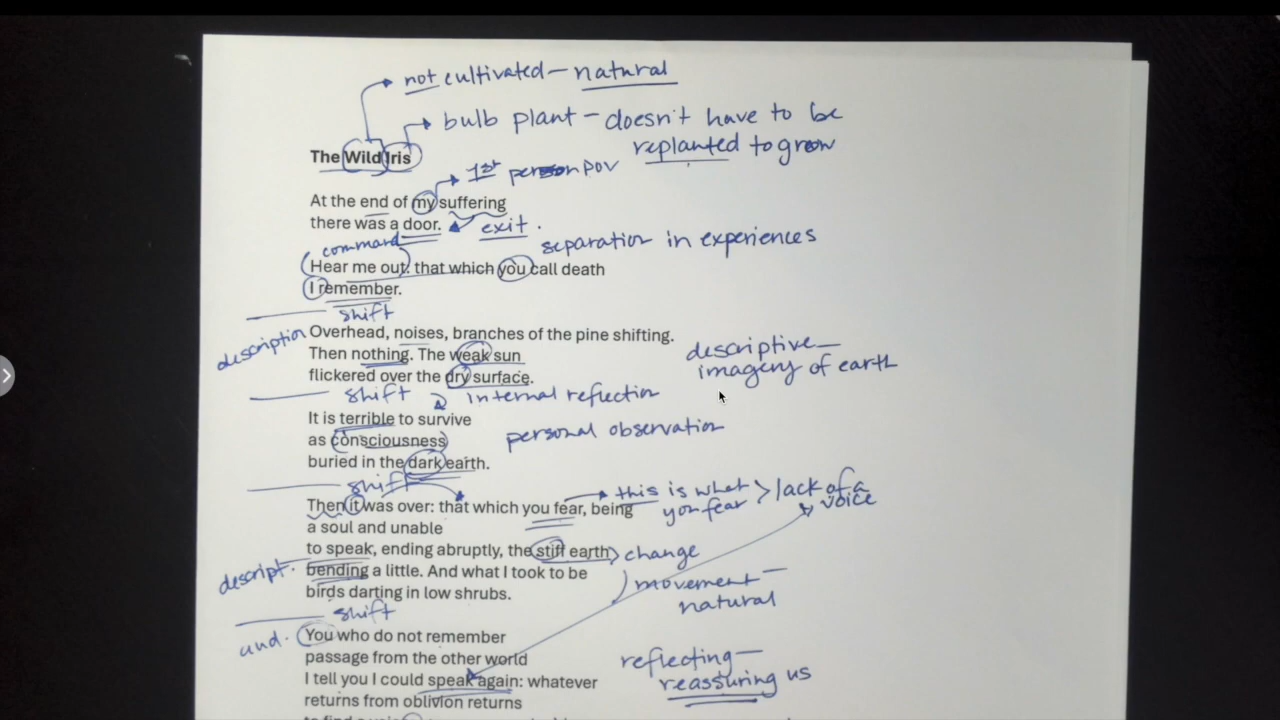 not cultivated — natural
bulb plant — doesn't have to be
replanted to grow
The Wild Iris
1st person pov
At the end of my suffering
there was a door.
exit.
command
separation in experiences
Hear me out: that which you call death
I remember.
shift
description
Overhead, noises, branches of the pine shifting.
Then nothing. The weak sun
flickered over the dry surface.
descriptive —
imagery of earth
shift
internal reflection
It is terrible to survive
as consciousness
buried in the dark earth.
personal observation
shift
Then it was over: that which you fear, being
a soul and unable
to speak, ending abruptly, the stiff earth
bending a little. And what I took to be
birds darting in low shrubs.
this is what
you fear
lack of a
voice
change
descript.
movement —
natural
shift
aud.
You who do not remember
passage from the other world
I tell you I could speak again: whatever
returns from oblivion returns
reflecting —
reassuring us